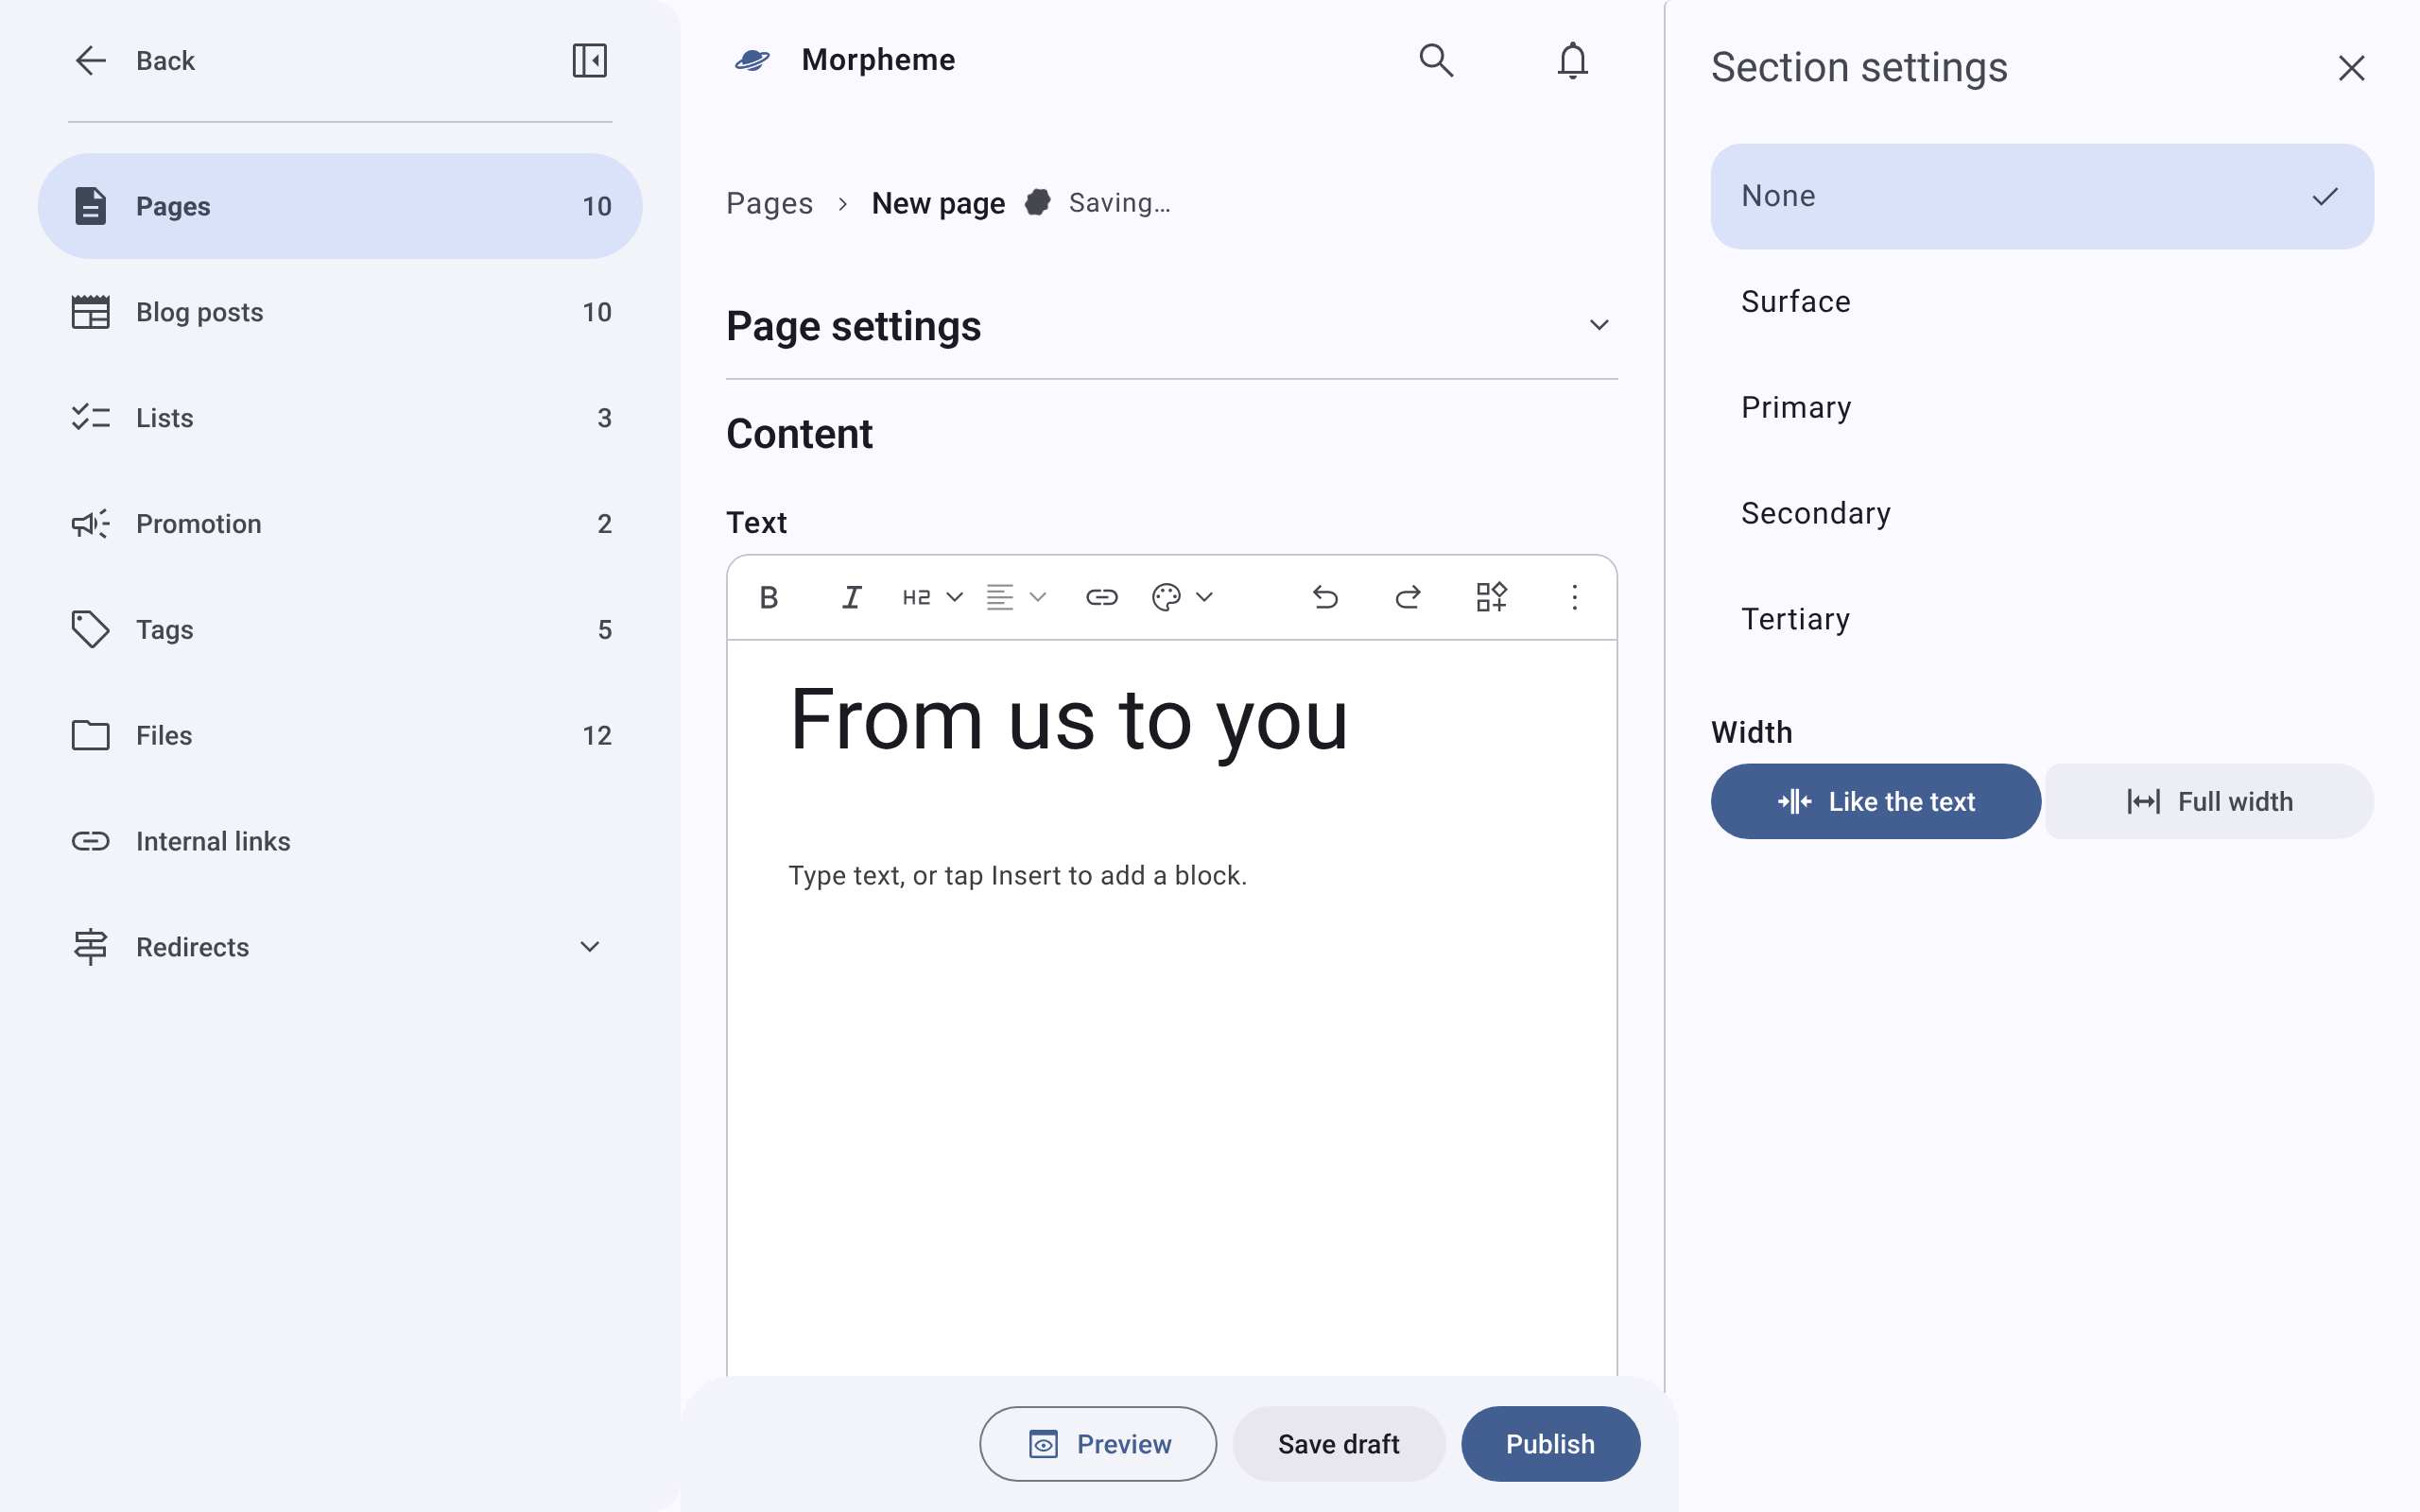 Back
Pages 10
Blog posts 10
Lists 3
Promotion 2
Tags 5
Files 12
Internal links
Redirects
Morpheme
Pages > New page Saving...
Page settings
Content
Text
B I H2
From us to you
Type text, or tap Insert to add a block.
Preview Save draft Publish
Section settings
None
Surface
Primary
Secondary
Tertiary
Width
Like the text Full width